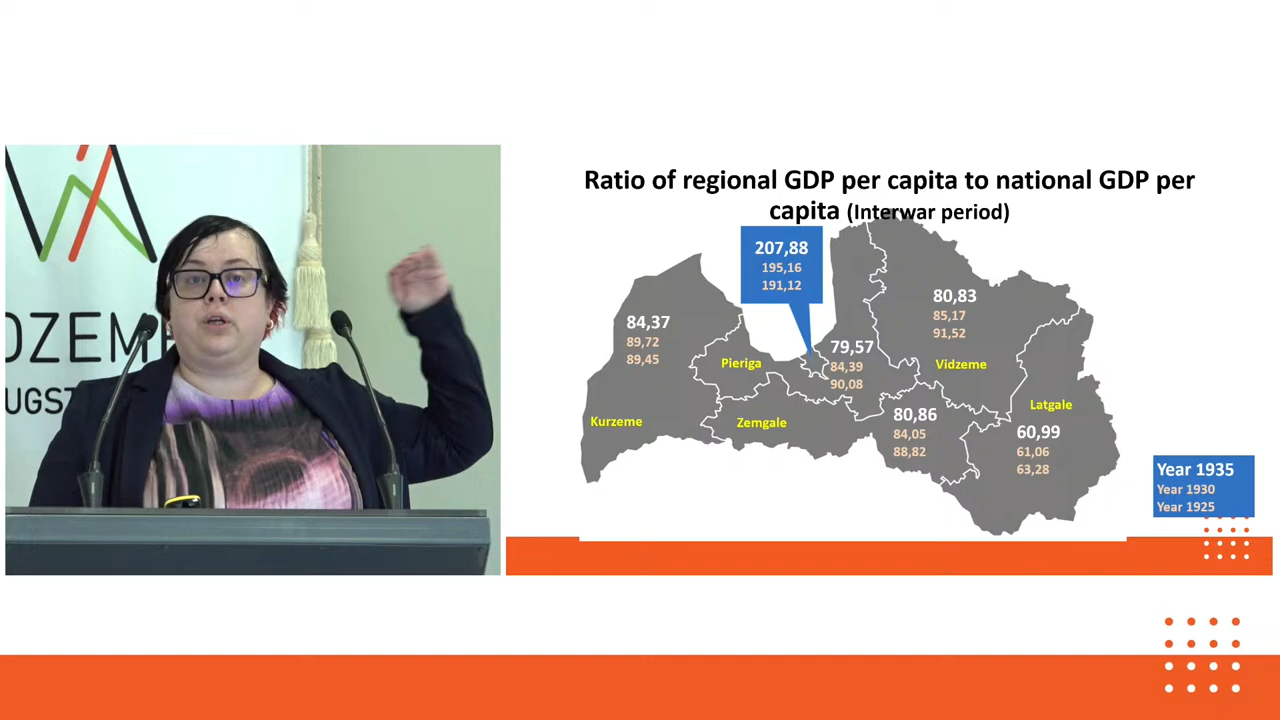 DZEME
AUGST
Ratio of regional GDP per capita to national GDP per
capita (Interwar period)
207,88
195,16
191,12
84,37
89,72
89,45
Pieriga
79,57
84,39
90,08
80,83
85,17
91,52
Vidzeme
Kurzeme
Zemgale
80,86
84,05
88,82
Latgale
60,99
61,06
63,28
Year 1935
Year 1930
Year 1925